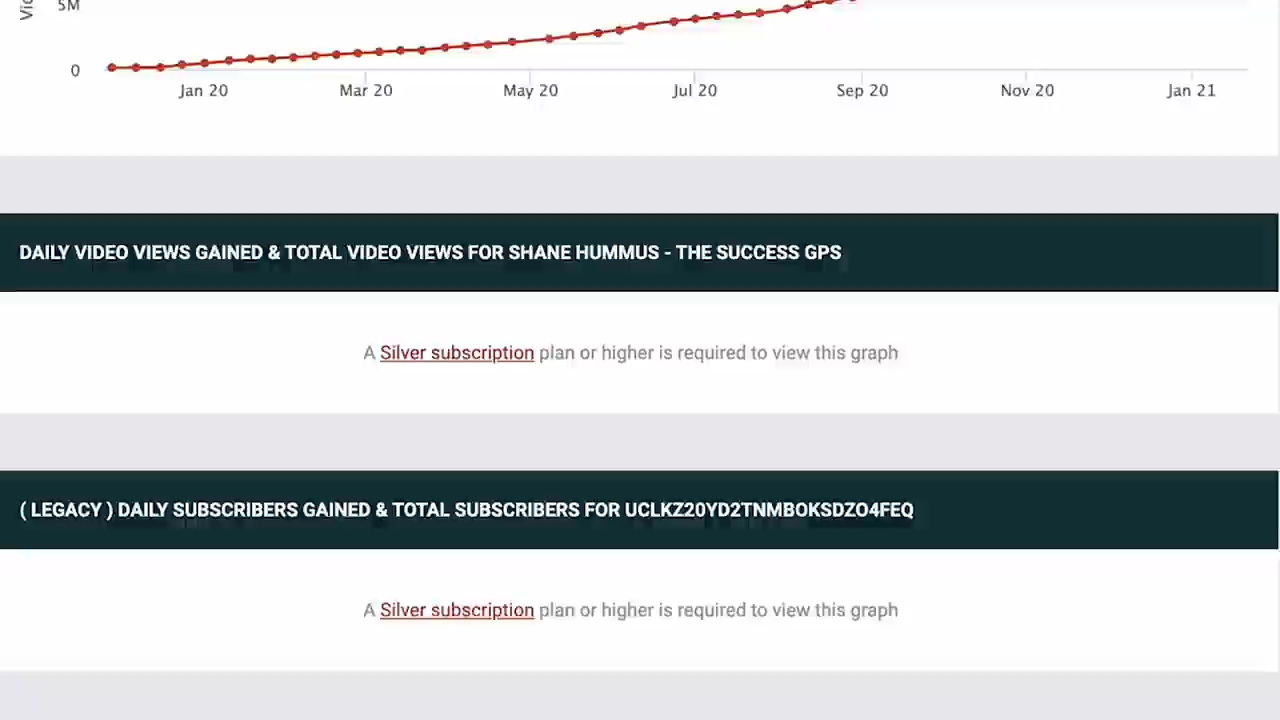 5M
0
Jan 20 Mar 20 May 20 Jul 20 Sep 20 Nov 20 Jan 21
DAILY VIDEO VIEWS GAINED & TOTAL VIDEO VIEWS FOR SHANE HUMMUS - THE SUCCESS GPS
A Silver subscription plan or higher is required to view this graph
( LEGACY ) DAILY SUBSCRIBERS GAINED & TOTAL SUBSCRIBERS FOR UCLKZ20YD2TNMBOKSDZO4FEQ
A Silver subscription plan or higher is required to view this graph